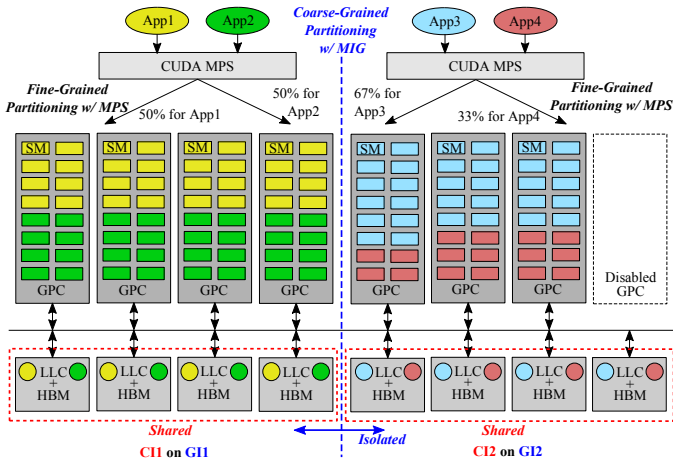 App1
App2
Coarse-Grained
Partitioning
w/ MIG
App3
App4
CUDA MPS
CUDA MPS
Fine-Grained
Partitioning w/ MPS
50% for App1
50% for
App2
67% for
App3
33% for App4
Fine-Grained
Partitioning w/ MPS
SM
SM
SM
SM
SM
SM
SM
GPC
GPC
GPC
GPC
GPC
GPC
GPC
Disabled
GPC
LLC
+
HBM
LLC
+
HBM
LLC
+
HBM
LLC
+
HBM
LLC
+
HBM
LLC
+
HBM
LLC
+
HBM
LLC
+
HBM
Shared
Isolated
Shared
CI1 on GI1
CI2 on GI2